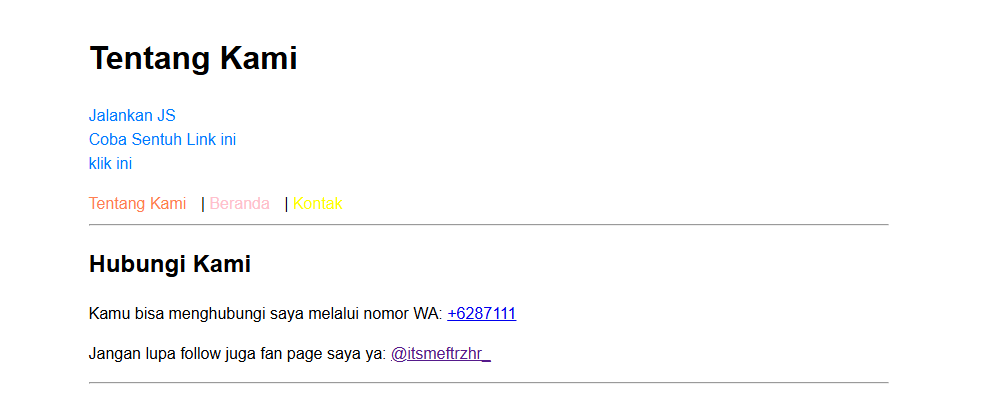 Tentang Kami
Jalankan JS
Coba Sentuh Link ini
klik ini
Tentang Kami | Beranda | Kontak
Hubungi Kami
Kamu bisa menghubungi saya melalui nomor WA: +6287111
Jangan lupa follow juga fan page saya ya: @itsmeftrzhr_